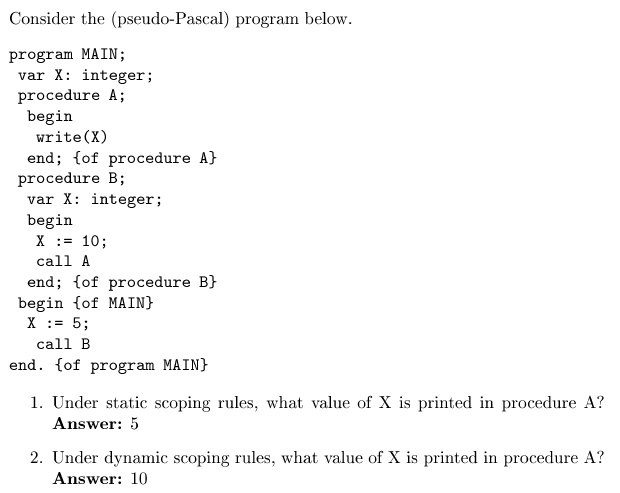 Consider the (pseudo-Pascal) program below.
program MAIN;
var X: integer;
procedure A;
begin
write(X)
end; {of procedure A}
procedure B;
var X: integer;
begin
X := 10;
call A
end; {of procedure B}
begin {of MAIN}
X := 5;
call B
end. {of program MAIN}
1. Under static scoping rules, what value of X is printed in procedure A?
Answer: 5
2. Under dynamic scoping rules, what value of X is printed in procedure A?
Answer: 10